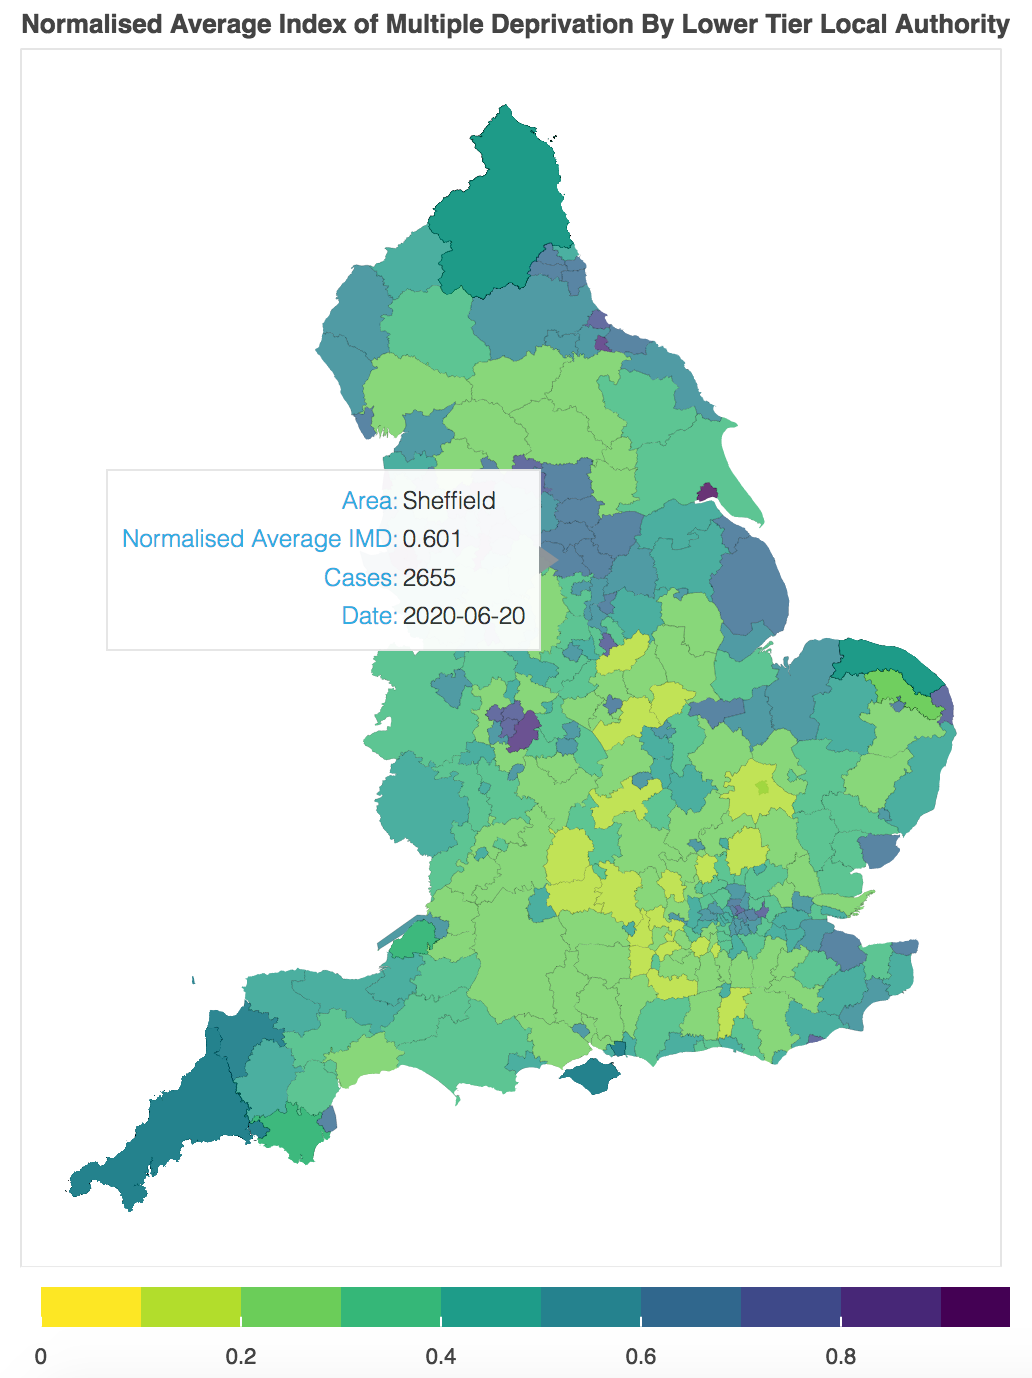 Normalised Average Index of Multiple Deprivation By Lower Tier Local Authority
Area: Sheffield
Normalised Average IMD: 0.601
Cases: 2655
Date: 2020-06-20
0 0.2 0.4 0.6 0.8